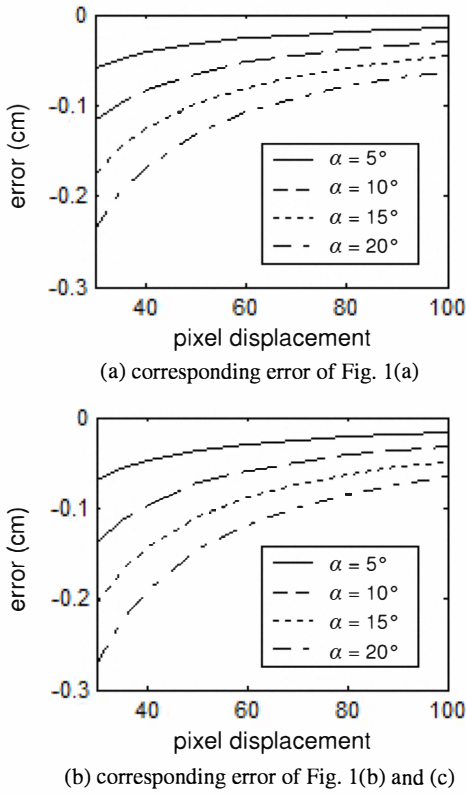 0
-0.1
-0.2
-0.3
error (cm)
α = 5°
α = 10°
α = 15°
α = 20°
40 60 80 100
pixel displacement
(a) corresponding error of Fig. 1(a)
0
-0.1
-0.2
-0.3
error (cm)
α = 5°
α = 10°
α = 15°
α = 20°
40 60 80 100
pixel displacement
(b) corresponding error of Fig. 1(b) and (c)